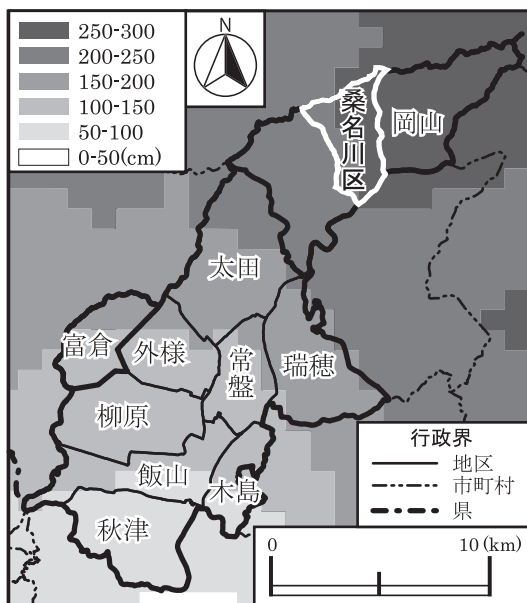 250-300
200-250
150-200
100-150
50-100
0-50(cm)
N
桑名川区
岡山
太田
富倉
外様
常盤
瑞穂
柳原
飯山
木島
秋津
行政界
地区
市町村
県
0 10(km)